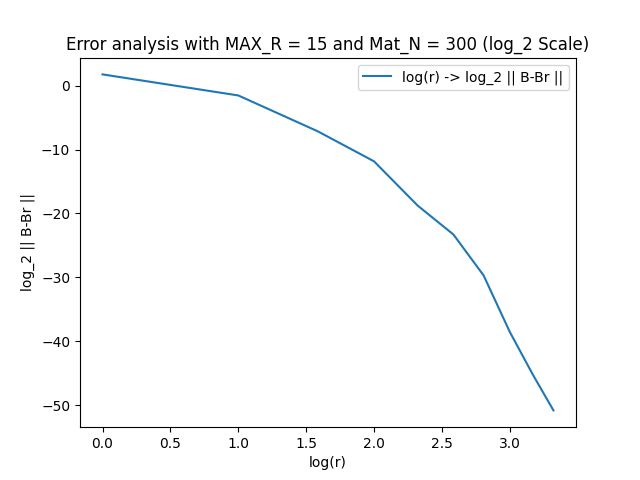 Error analysis with MAX_R = 15 and Mat_N = 300 (log_2 Scale)
log(r) -> log_2 || B-Br ||
log_2 || B-Br ||
0
−10
−20
−30
−40
−50
0.0 0.5 1.0 1.5 2.0 2.5 3.0
log(r)